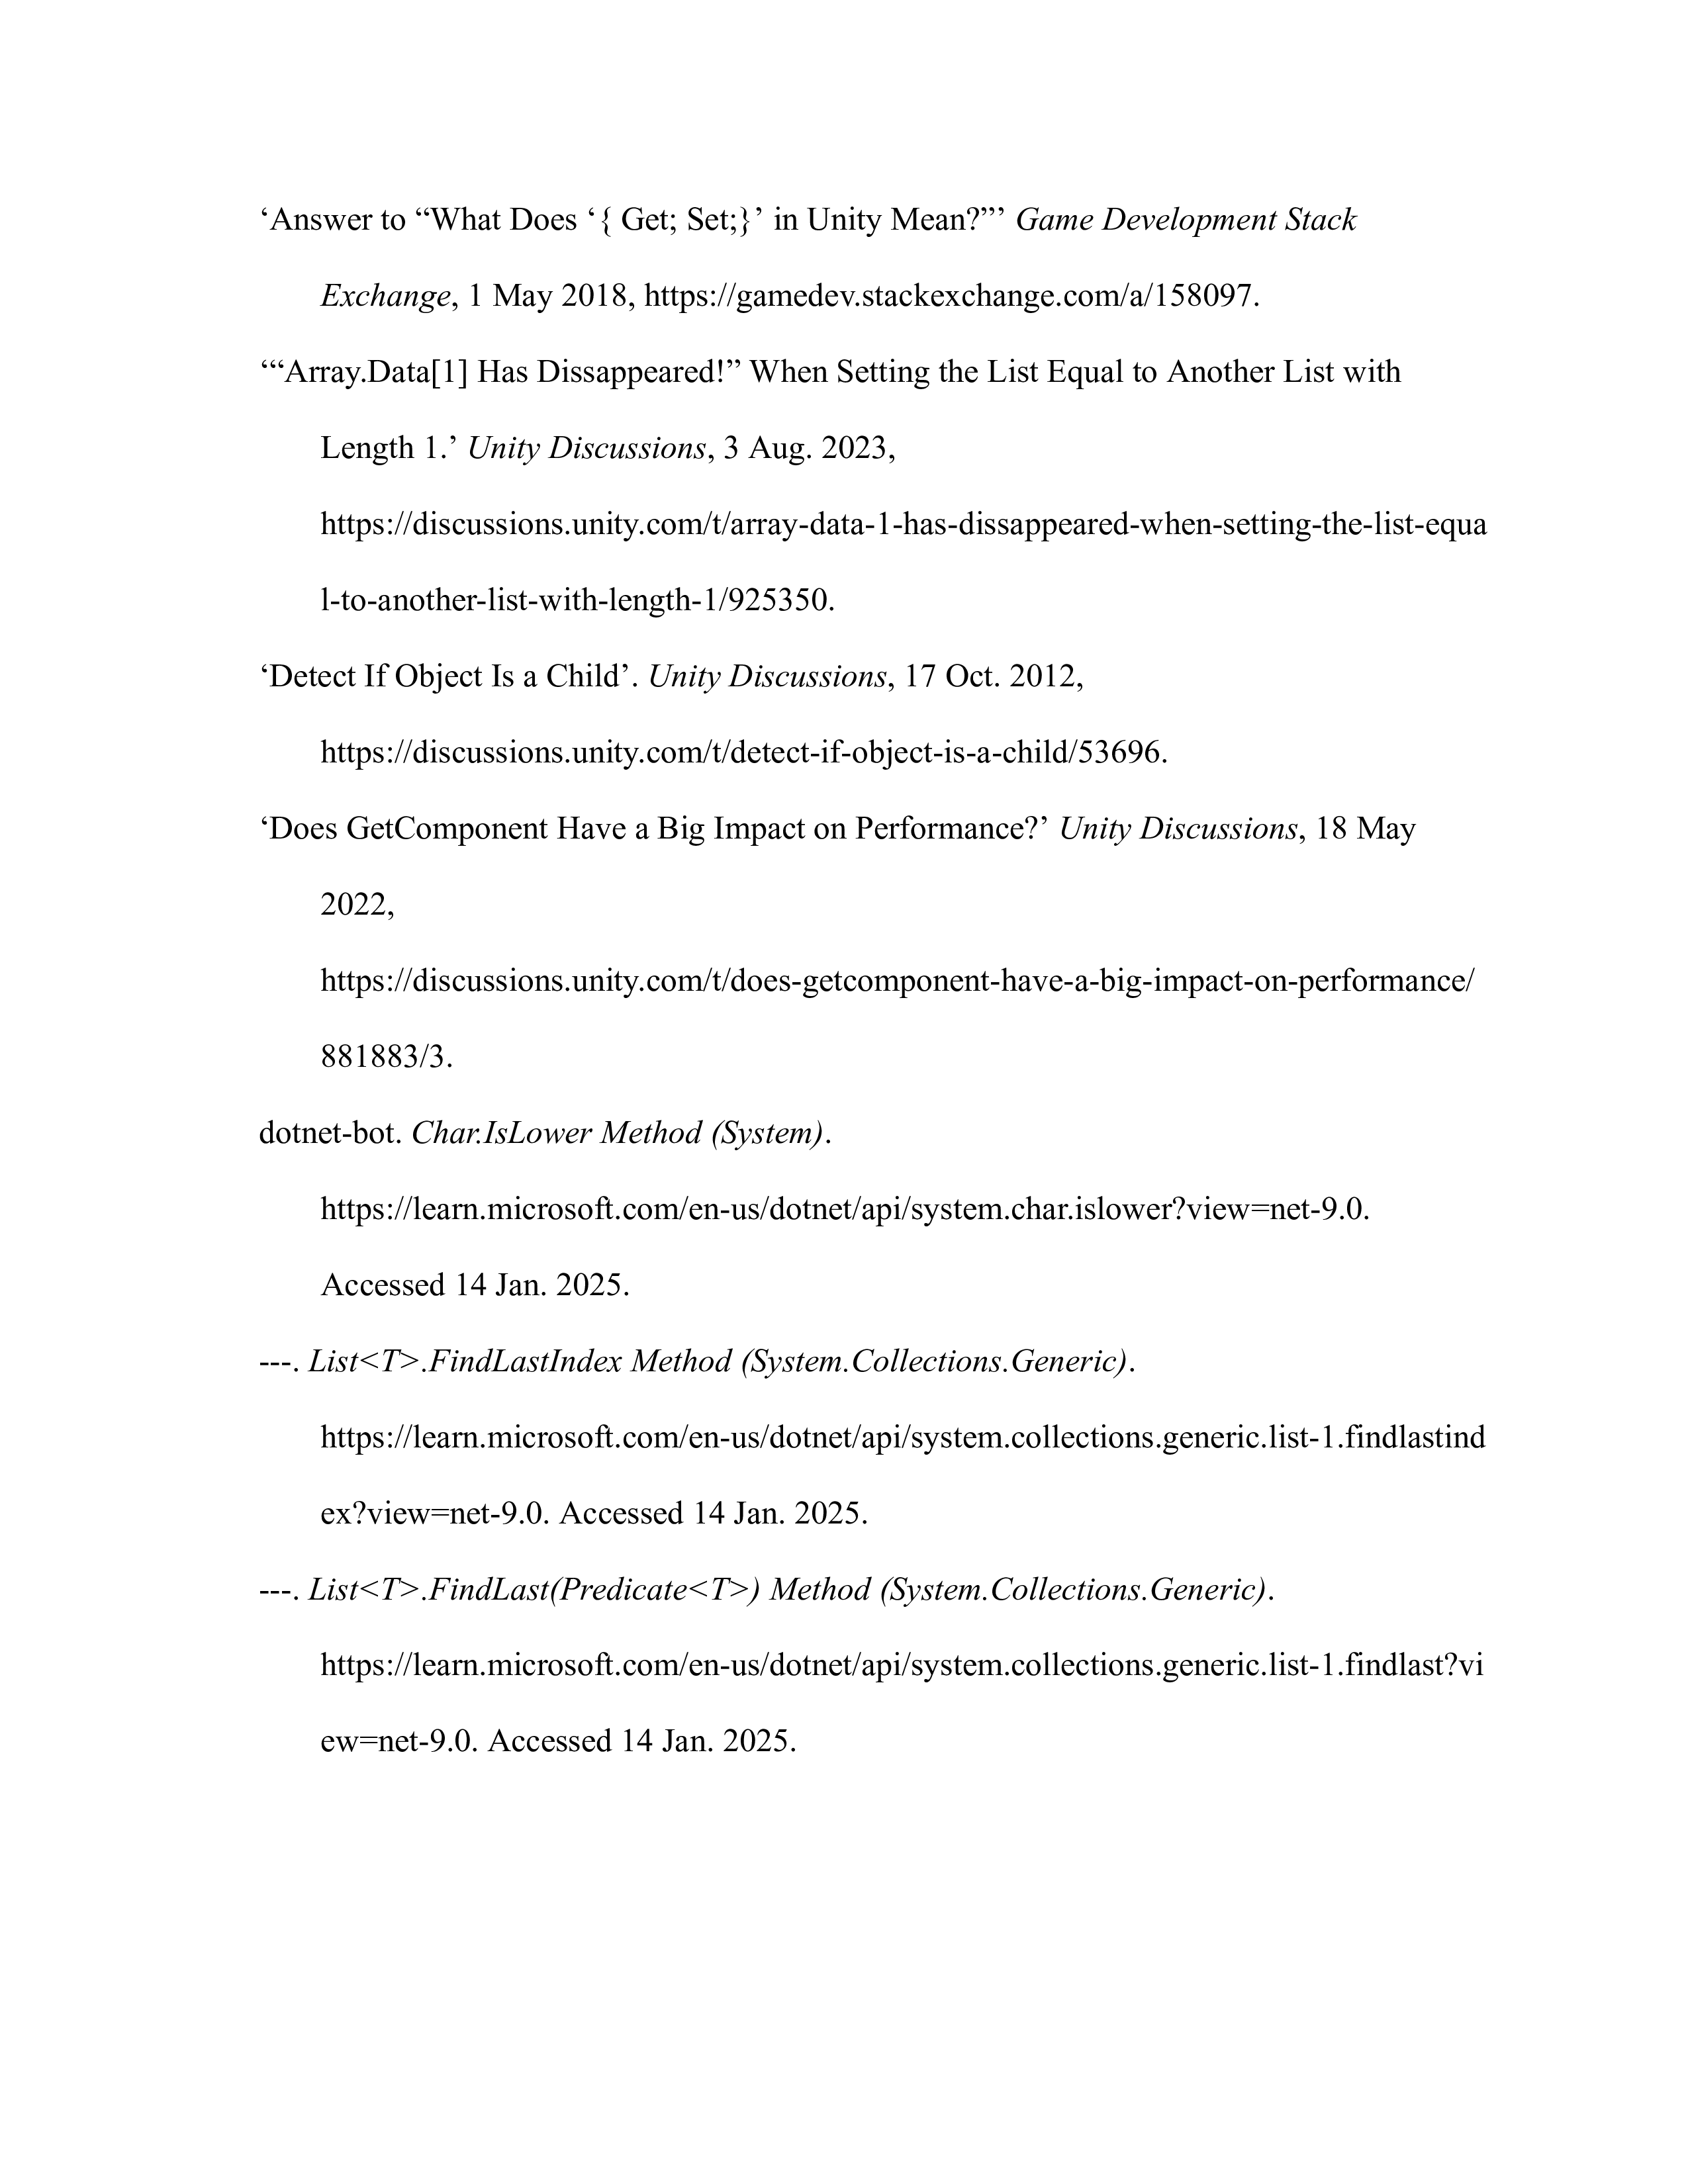 ‘Answer to “What Does ‘{ Get; Set;}’ in Unity Mean?”’ Game Development Stack
Exchange, 1 May 2018, https://gamedev.stackexchange.com/a/158097.
‘“Array.Data[1] Has Dissappeared!” When Setting the List Equal to Another List with
Length 1.’ Unity Discussions, 3 Aug. 2023,
https://discussions.unity.com/t/array-data-1-has-dissappeared-when-setting-the-list-equa
l-to-another-list-with-length-1/925350.
‘Detect If Object Is a Child’. Unity Discussions, 17 Oct. 2012,
https://discussions.unity.com/t/detect-if-object-is-a-child/53696.
‘Does GetComponent Have a Big Impact on Performance?’ Unity Discussions, 18 May
2022,
https://discussions.unity.com/t/does-getcomponent-have-a-big-impact-on-performance/
881883/3.
dotnet-bot. Char.IsLower Method (System).
https://learn.microsoft.com/en-us/dotnet/api/system.char.islower?view=net-9.0.
Accessed 14 Jan. 2025.
---. List<T>.FindLastIndex Method (System.Collections.Generic).
https://learn.microsoft.com/en-us/dotnet/api/system.collections.generic.list-1.findlastind
ex?view=net-9.0. Accessed 14 Jan. 2025.
---. List<T>.FindLast(Predicate<T>) Method (System.Collections.Generic).
https://learn.microsoft.com/en-us/dotnet/api/system.collections.generic.list-1.findlast?vi
ew=net-9.0. Accessed 14 Jan. 2025.